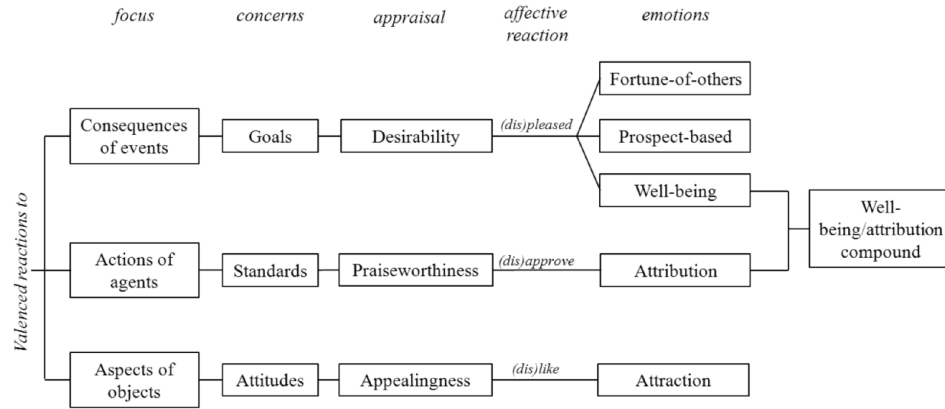 focus
concerns
appraisal
affective
reaction
emotions
Valenced reactions to
Consequences
of events
Goals
Desirability
(dis)pleased
Fortune-of-others
Prospect-based
Well-being
Actions of
agents
Standards
Praiseworthiness
(dis)approve
Attribution
Well-
being/attribution
compound
Aspects of
objects
Attitudes
Appealingness
(dis)like
Attraction